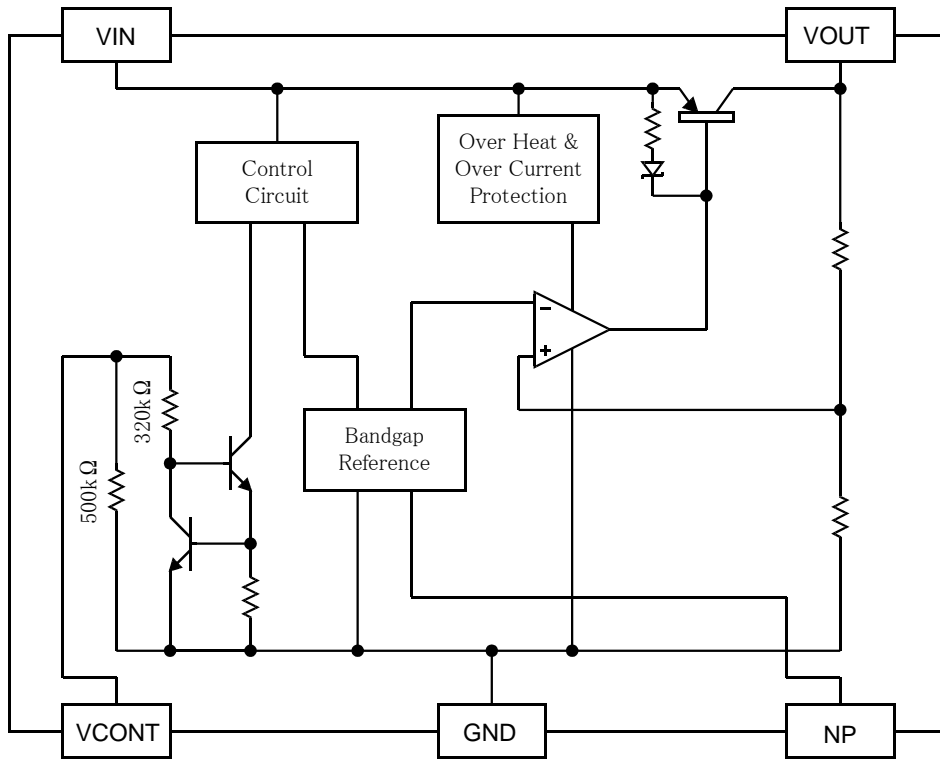 VIN
VOUT
Control
Circuit
Over Heat &
Over Current
Protection
−
+
320kΩ
500kΩ
Bandgap
Reference
VCONT
GND
NP